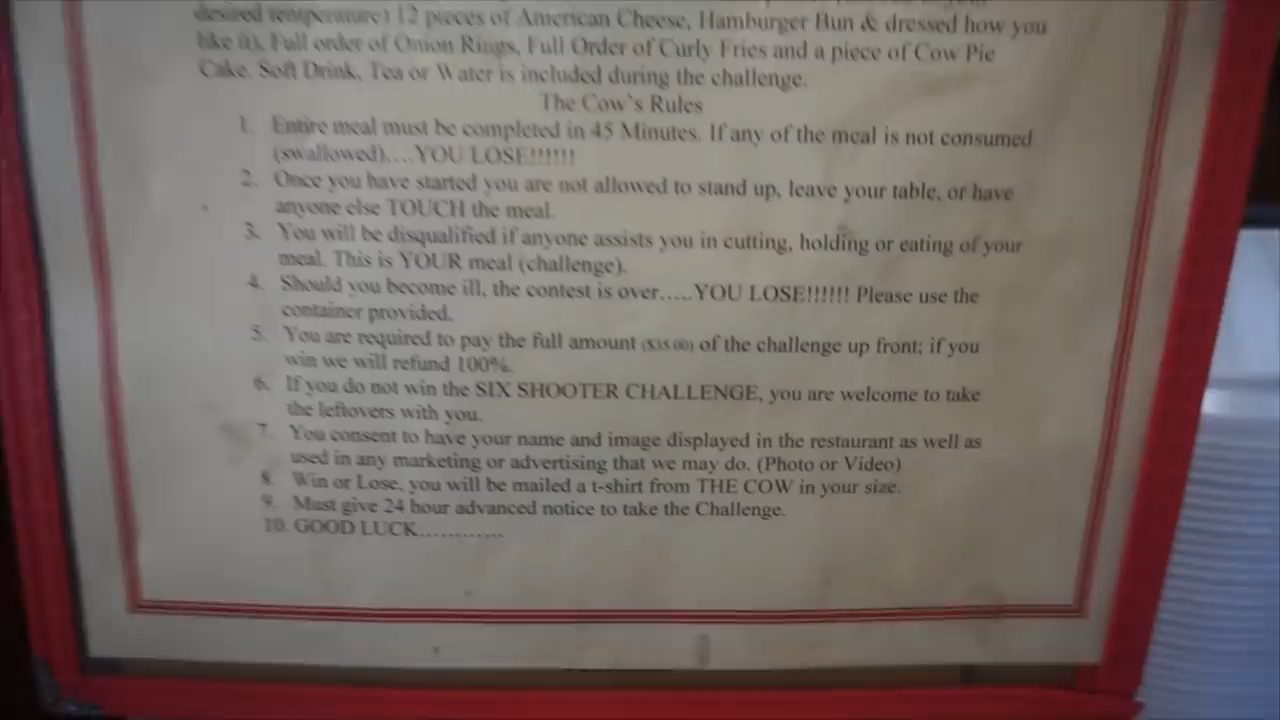 desired temperature) 12 pieces of American Cheese, Hamburger Bun & dressed how you
like it), Full order of Onion Rings, Full Order of Curly Fries and a piece of Cow Pie
Cake. Soft Drink, Tea or Water is included during the challenge.
The Cow's Rules
1. Entire meal must be completed in 45 Minutes. If any of the meal is not consumed
(swallowed)....YOU LOSE!!!!!!
2. Once you have started you are not allowed to stand up, leave your table, or have
anyone else TOUCH the meal.
3. You will be disqualified if anyone assists you in cutting, holding or eating of your
meal. This is YOUR meal (challenge).
4. Should you become ill, the contest is over.....YOU LOSE!!!!!! Please use the
container provided.
5. You are required to pay the full amount ($35.00) of the challenge up front; if you
win we will refund 100%.
6. If you do not win the SIX SHOOTER CHALLENGE, you are welcome to take
the leftovers with you.
7. You consent to have your name and image displayed in the restaurant as well as
used in any marketing or advertising that we may do. (Photo or Video)
8. Win or Lose, you will be mailed a t-shirt from THE COW in your size.
9. Must give 24 hour advanced notice to take the Challenge.
10. GOOD LUCK............